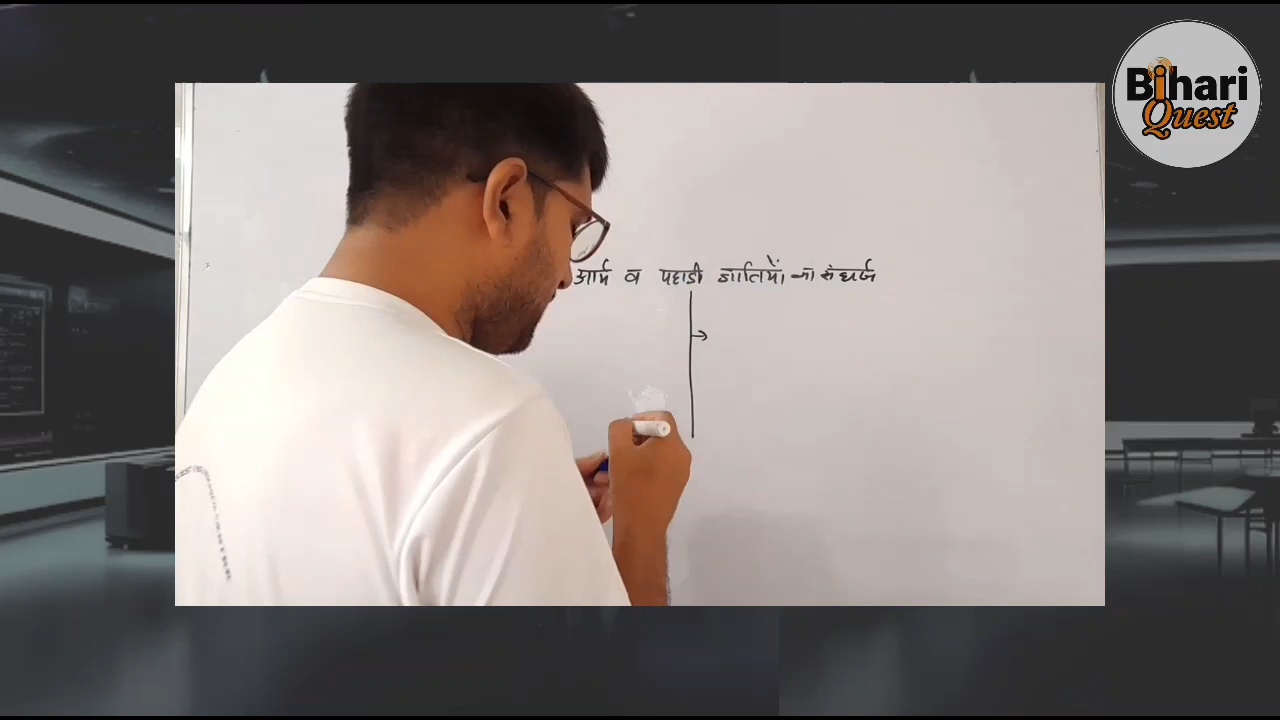 Bihari
Quest
आर्य व पहाडी जातियों का संघर्ष